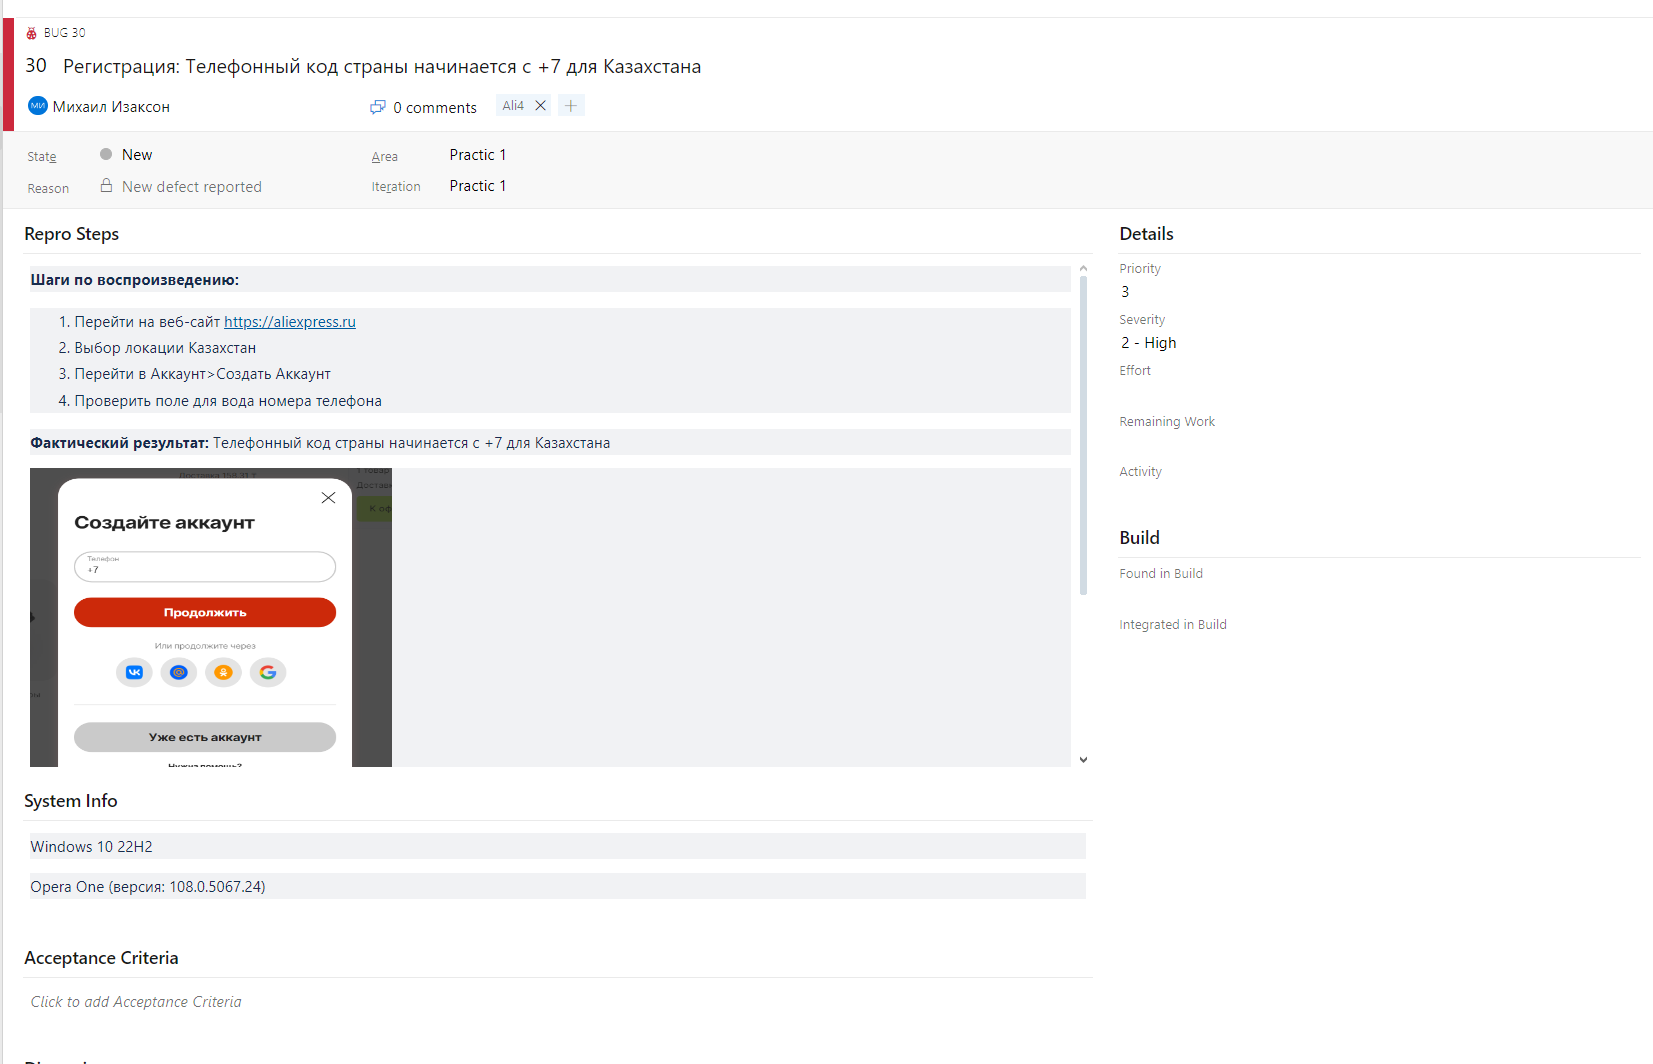 BUG 30
30 Регистрация: Телефонный код страны начинается с +7 для Казахстана
МИ Михаил Изаксон
0 comments
Ali4
State New
Area Practic 1
Reason New defect reported
Iteration Practic 1
Repro Steps
Шаги по воспроизведению:
1. Перейти на веб-сайт https://aliexpress.ru
2. Выбор локации Казахстан
3. Перейти в Аккаунт>Создать Аккаунт
4. Проверить поле для вода номера телефона
Фактический результат: Телефонный код страны начинается с +7 для Казахстана
Создайте аккаунт
Телефон
+7
Продолжить
Или продолжите через
Уже есть аккаунт
Нужна помощь?
System Info
Windows 10 22H2
Opera One (версия: 108.0.5067.24)
Acceptance Criteria
Click to add Acceptance Criteria
Details
Priority
3
Severity
2 - High
Effort
Remaining Work
Activity
Build
Found in Build
Integrated in Build